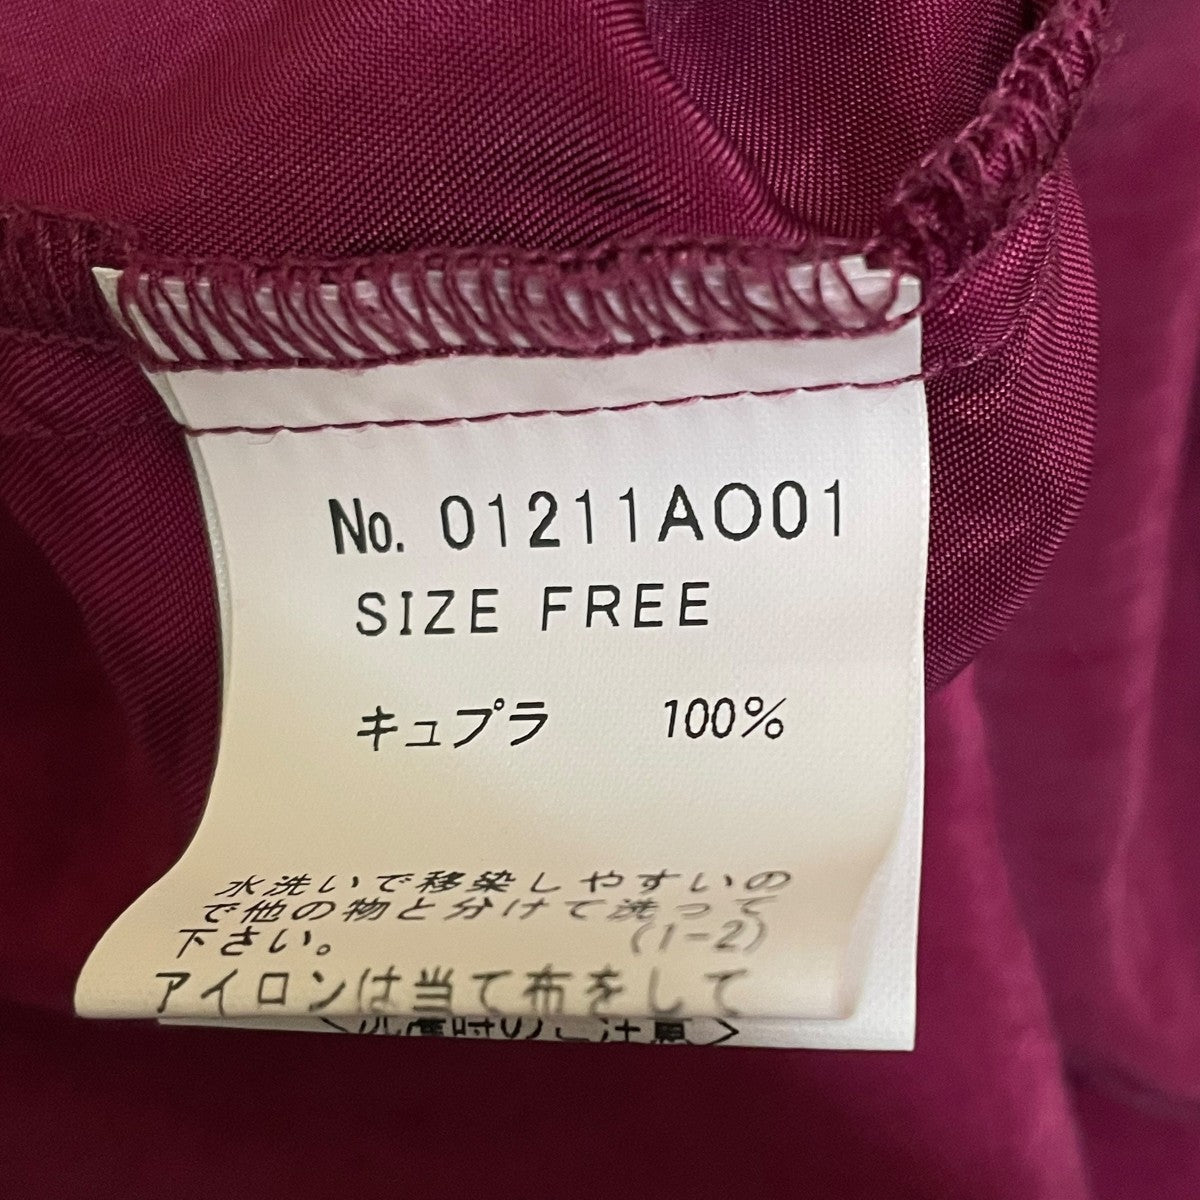 No. 01211AO01
SIZE FREE
キュプラ 100%
水洗いで移染しやすいの
で他の物と分けて洗って
下さい。 (1-2)
アイロンは当て布をして